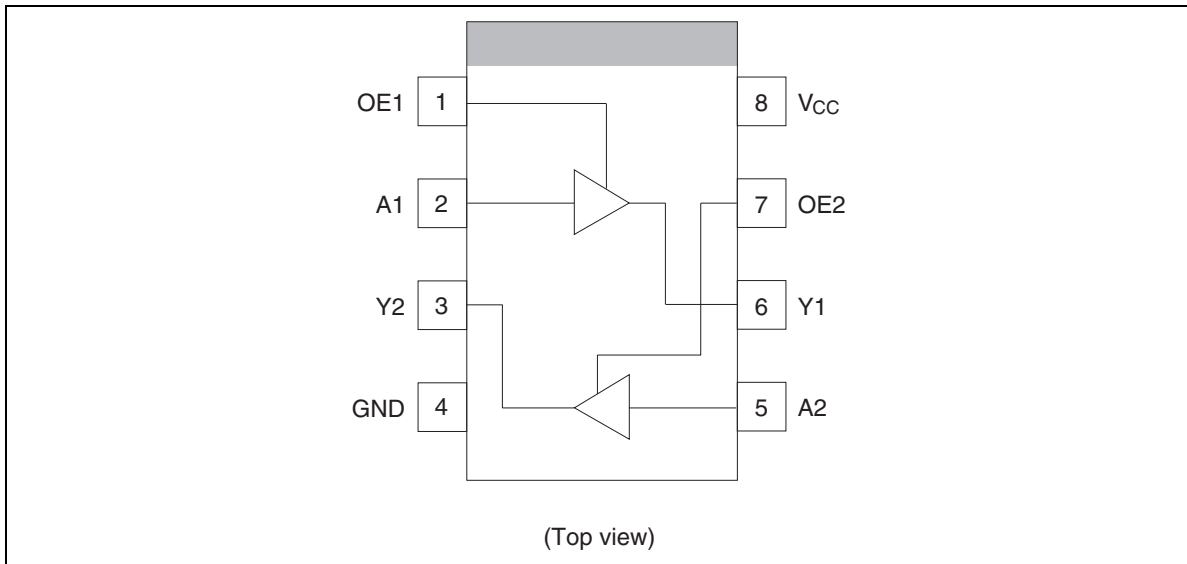 OE1 1 8 VCC
A1 2 7 OE2
Y2 3 6 Y1
GND 4 5 A2
(Top view)